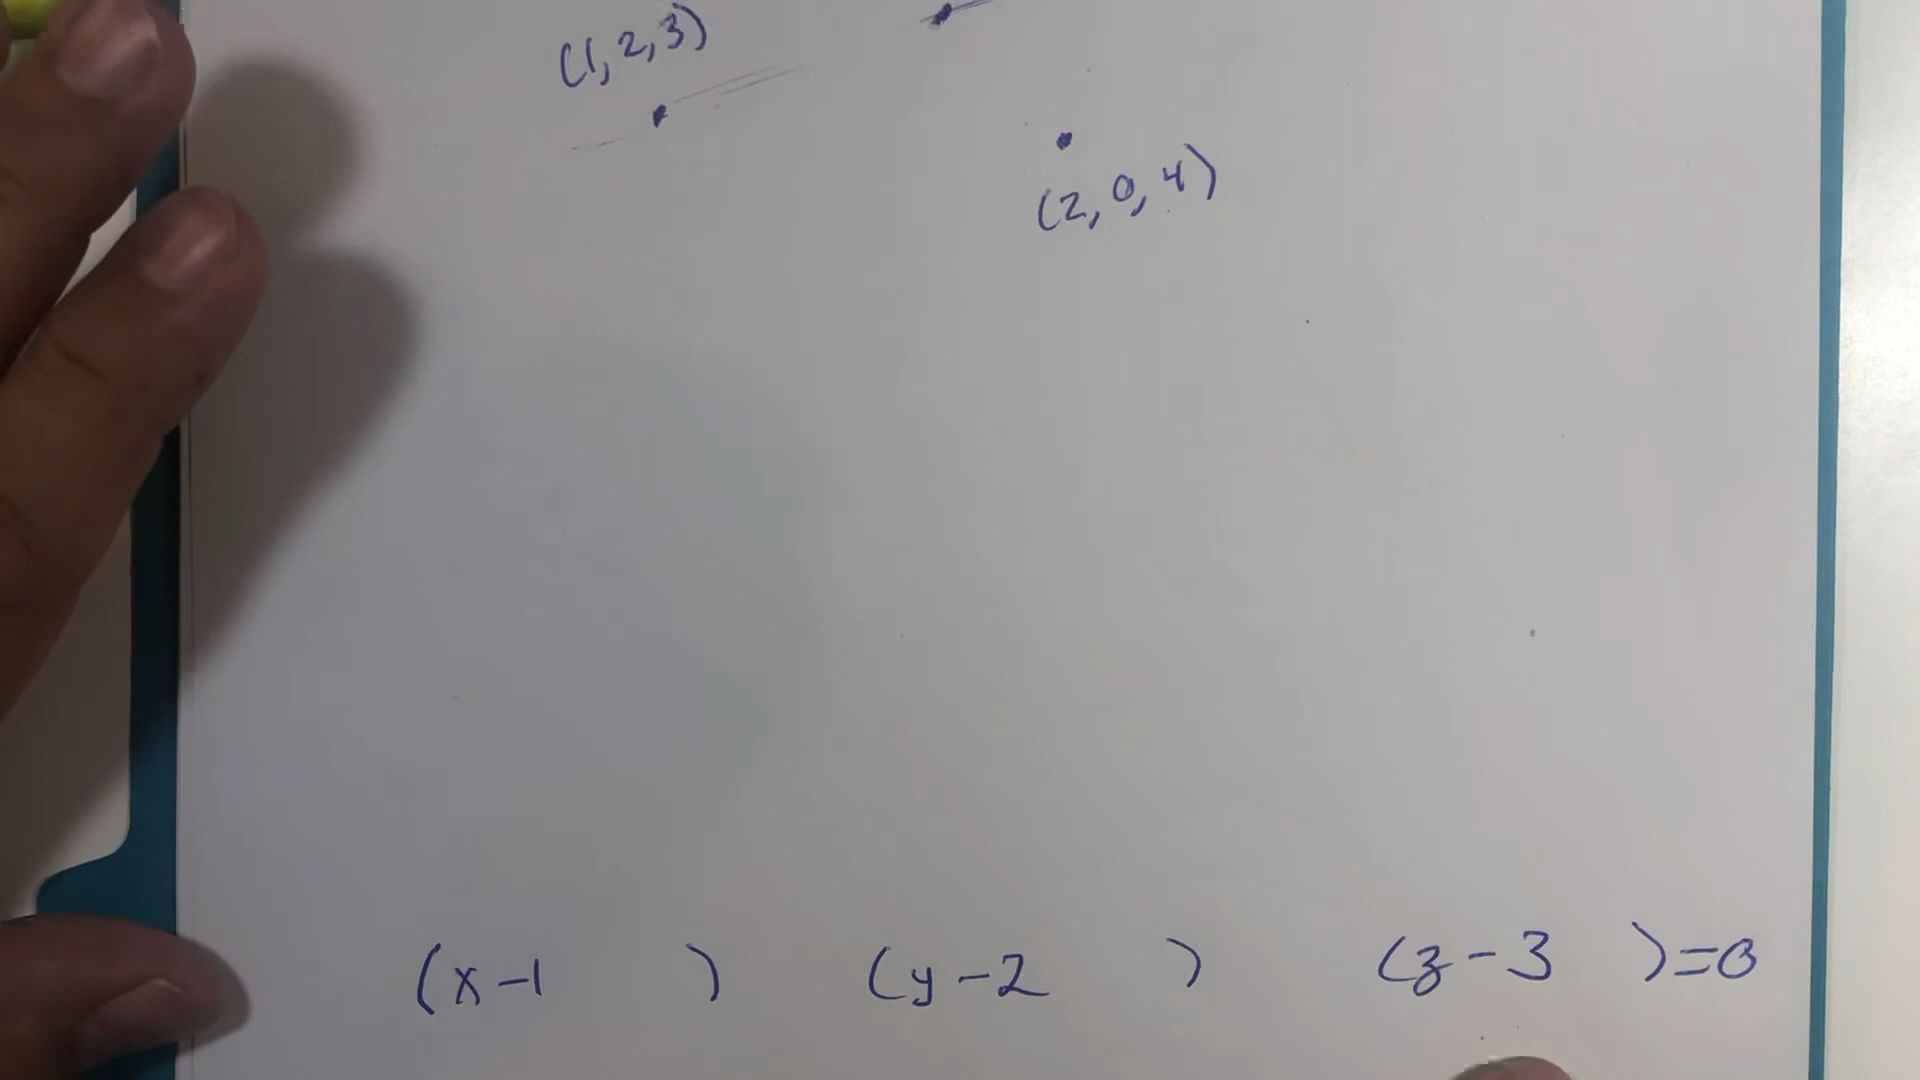 (1, 2, 3)
(2, 0, 4)
(x-1 ) (y-2 ) (z-3 )=0